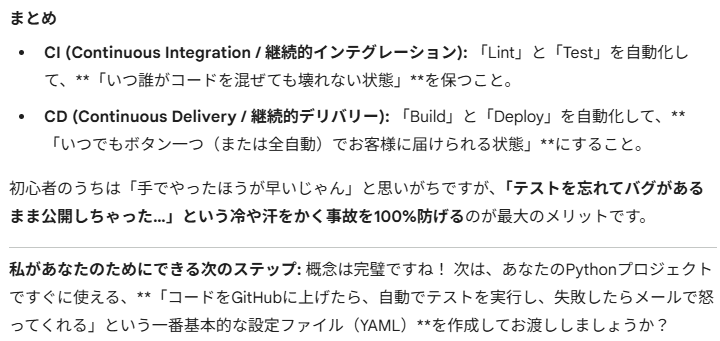 まとめ
• CI (Continuous Integration / 継続的インテグレーション): 「Lint」と「Test」を自動化し
て、**「いつ誰がコードを混ぜても壊れない状態」**を保つこと。
• CD (Continuous Delivery / 継続的デリバリー): 「Build」と「Deploy」を自動化して、**
「いつでもボタン一つ（または全自動）でお客様に届けられる状態」**にすること。
初心者のうちは「手でやったほうが早いじゃん」と思いがちですが、「テストを忘れてバグがある
まま公開しちゃった...」という冷や汗をかく事故を100%防げるのが最大のメリットです。
私があなたのためにできる次のステップ: 概念は完璧ですね！ 次は、あなたのPythonプロジェクト
ですぐに使える、**「コードをGitHubに上げたら、自動でテストを実行し、失敗したらメールで怒
ってくれる」という一番基本的な設定ファイル（YAML）**を作成してお渡ししましょうか？